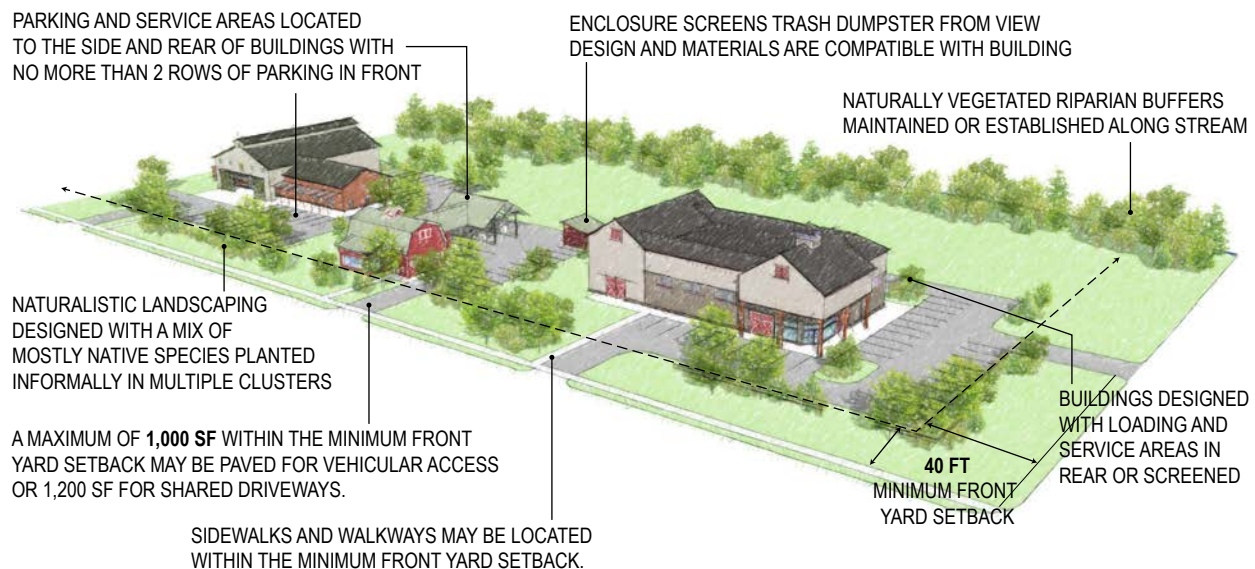 PARKING AND SERVICE AREAS LOCATED
TO THE SIDE AND REAR OF BUILDINGS WITH
NO MORE THAN 2 ROWS OF PARKING IN FRONT
ENCLOSURE SCREENS TRASH DUMPSTER FROM VIEW
DESIGN AND MATERIALS ARE COMPATIBLE WITH BUILDING
NATURALLY VEGETATED RIPARIAN BUFFERS
MAINTAINED OR ESTABLISHED ALONG STREAM
NATURALISTIC LANDSCAPING
DESIGNED WITH A MIX OF
MOSTLY NATIVE SPECIES PLANTED
INFORMALLY IN MULTIPLE CLUSTERS
A MAXIMUM OF 1,000 SF WITHIN THE MINIMUM FRONT
YARD SETBACK MAY BE PAVED FOR VEHICULAR ACCESS
OR 1,200 SF FOR SHARED DRIVEWAYS.
SIDEWALKS AND WALKWAYS MAY BE LOCATED
WITHIN THE MINIMUM FRONT YARD SETBACK.
40 FT
MINIMUM FRONT
YARD SETBACK
BUILDINGS DESIGNED
WITH LOADING AND
SERVICE AREAS IN
REAR OR SCREENED